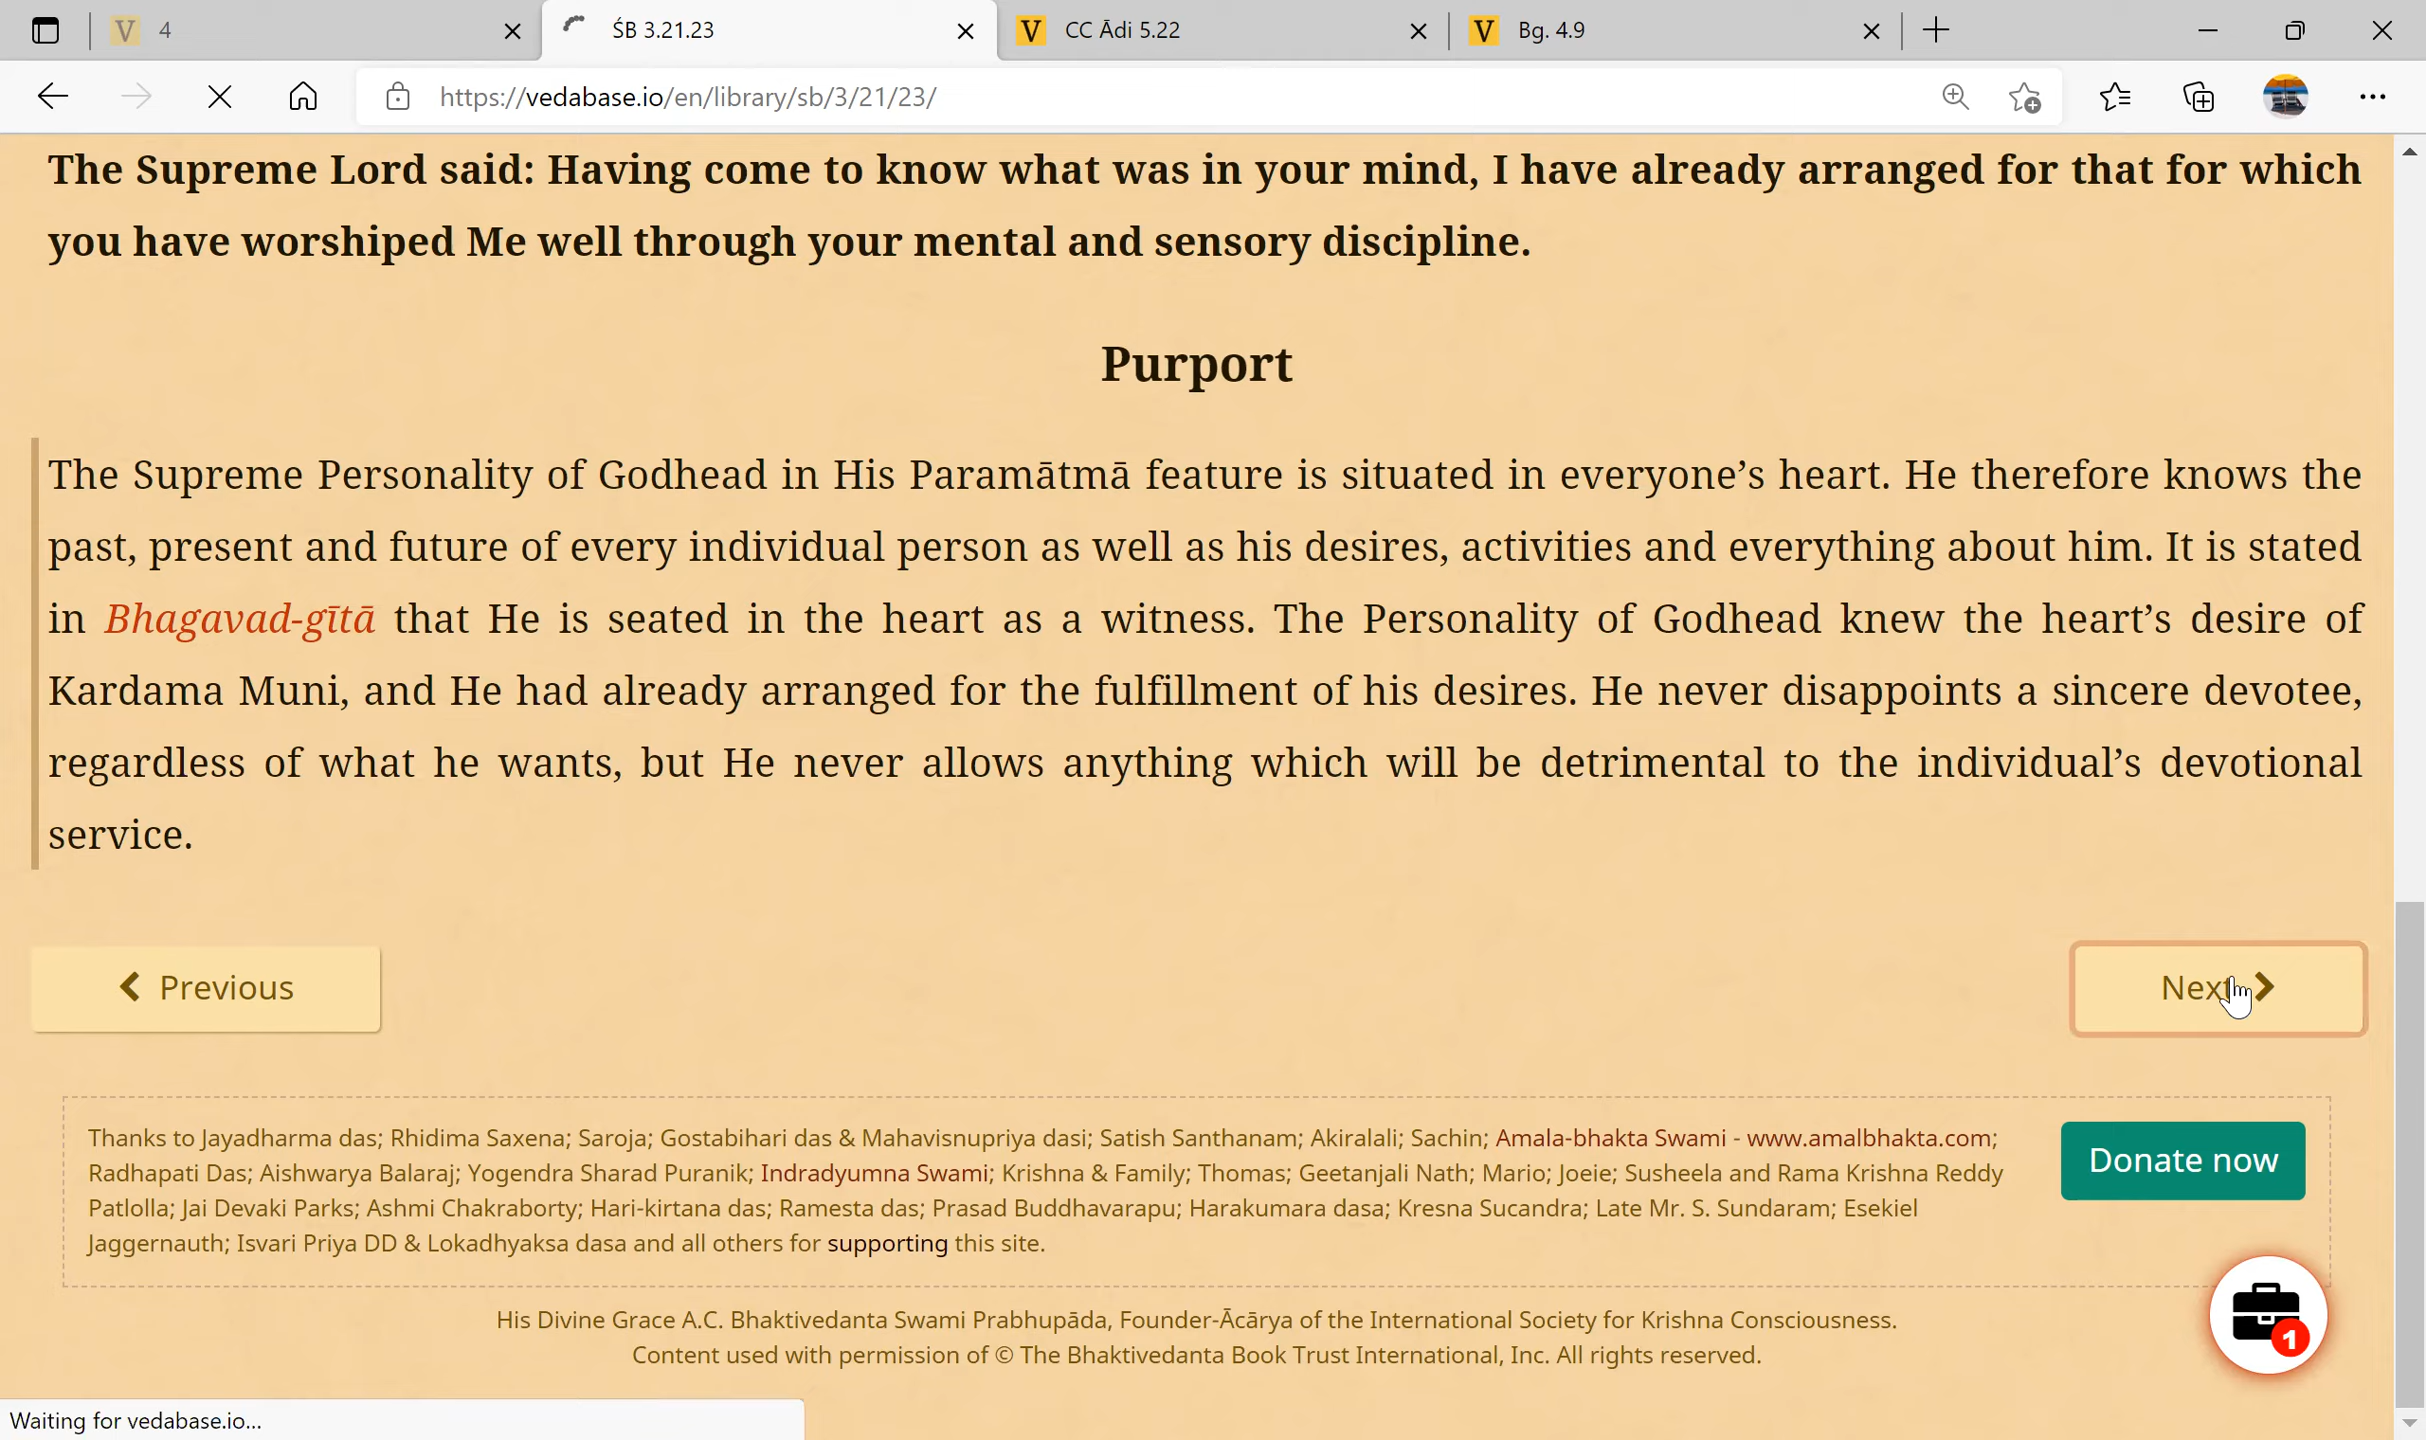 4
ŚB 3.21.23
CC Ādi 5.22
Bg. 4.9
https://vedabase.io/en/library/sb/3/21/23/
The Supreme Lord said: Having come to know what was in your mind, I have already arranged for that for which
you have worshiped Me well through your mental and sensory discipline.
Purport
The Supreme Personality of Godhead in His Paramātmā feature is situated in everyone’s heart. He therefore knows the
past, present and future of every individual person as well as his desires, activities and everything about him. It is stated
in Bhagavad-gītā that He is seated in the heart as a witness. The Personality of Godhead knew the heart’s desire of
Kardama Muni, and He had already arranged for the fulfillment of his desires. He never disappoints a sincere devotee,
regardless of what he wants, but He never allows anything which will be detrimental to the individual’s devotional
service.
Previous
Next
Thanks to Jayadharma das; Rhidima Saxena; Saroja; Gostabihari das & Mahavisnupriya dasi; Satish Santhanam; Akiralali; Sachin; Amala-bhakta Swami - www.amalbhakta.com;
Radhapati Das; Aishwarya Balaraj; Yogendra Sharad Puranik; Indradyumna Swami; Krishna & Family; Thomas; Geetanjali Nath; Mario; Joeie; Susheela and Rama Krishna Reddy
Patlolla; Jai Devaki Parks; Ashmi Chakraborty; Hari-kirtana das; Ramesta das; Prasad Buddhavarapu; Harakumara dasa; Kresna Sucandra; Late Mr. S. Sundaram; Esekiel
Jaggernauth; Isvari Priya DD & Lokadhyaksa dasa and all others for supporting this site.
Donate now
1
His Divine Grace A.C. Bhaktivedanta Swami Prabhupāda, Founder-Ācārya of the International Society for Krishna Consciousness.
Content used with permission of © The Bhaktivedanta Book Trust International, Inc. All rights reserved.
Waiting for vedabase.io...